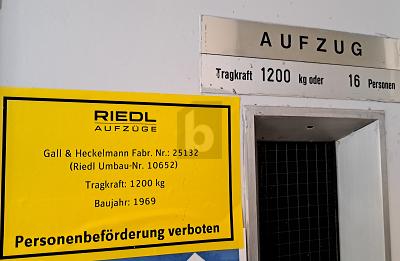 AUFZUG
Tragkraft 1200 kg oder 16 Personen
RIEDL
AUFZÜGE
Gall & Heckelmann Fabr. Nr.: 25132
(Riedl Umbau-Nr. 10652)
Tragkraft: 1200 kg
Baujahr: 1969
Personenbeförderung verboten
b